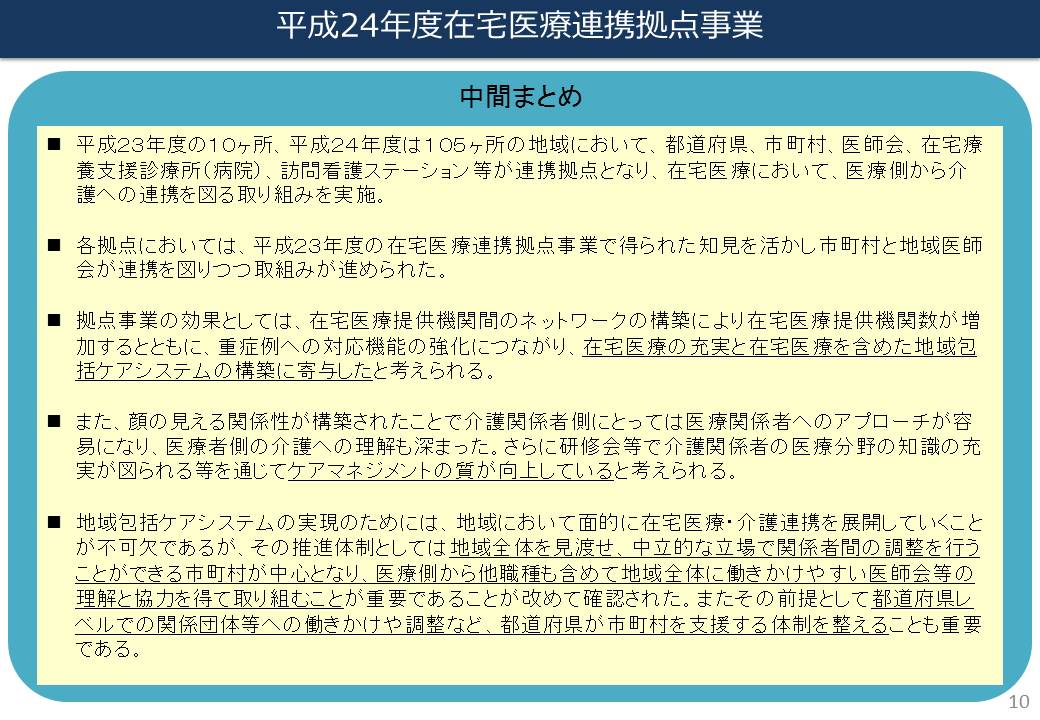 平成24年度在宅医療連携拠点事業
中間まとめ
■ 平成２３年度の１０ヶ所、平成２４年度は１０５ヶ所の地域において、都道府県、市町村、医師会、在宅療
養支援診療所（病院）、訪問看護ステーション等が連携拠点となり、在宅医療において、医療側から介
護への連携を図る取り組みを実施。
■ 各拠点においては、平成２３年度の在宅医療連携拠点事業で得られた知見を活かし市町村と地域医師
会が連携を図りつつ取組みが進められた。
■ 拠点事業の効果としては、在宅医療提供機関間のネットワークの構築により在宅医療提供機関数が増
加するとともに、重症例への対応機能の強化につながり、在宅医療の充実と在宅医療を含めた地域包
括ケアシステムの構築に寄与したと考えられる。
■ また、顔の見える関係性が構築されたことで介護関係者側にとっては医療関係者へのアプローチが容
易になり、医療者側の介護への理解も深まった。さらに研修会等で介護関係者の医療分野の知識の充
実が図られる等を通じてケアマネジメントの質が向上していると考えられる。
■ 地域包括ケアシステムの実現のためには、地域において面的に在宅医療・介護連携を展開していくこと
が不可欠であるが、その推進体制としては地域全体を見渡せ、中立的な立場で関係者間の調整を行う
ことができる市町村が中心となり、医療側から他職種も含めて地域全体に働きかけやすい医師会等の
理解と協力を得て取り組むことが重要であることが改めて確認された。またその前提として都道府県レ
ベルでの関係団体等への働きかけや調整など、都道府県が市町村を支援する体制を整えることも重要
である。
10